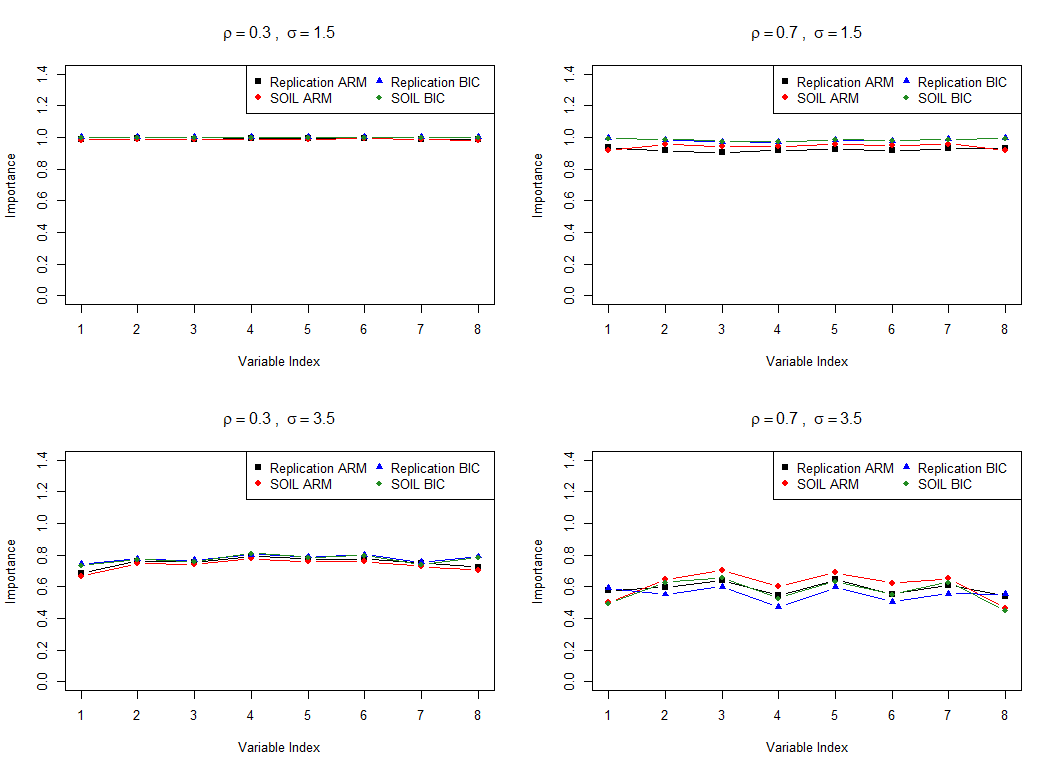 ρ = 0.3 , σ = 1.5
Replication ARM Replication BIC
SOIL ARM SOIL BIC
Importance
1.4
1.2
1.0
0.8
0.6
0.4
0.2
0.0
1 2 3 4 5 6 7 8
Variable Index
ρ = 0.7 , σ = 1.5
Replication ARM Replication BIC
SOIL ARM SOIL BIC
Importance
1.4
1.2
1.0
0.8
0.6
0.4
0.2
0.0
1 2 3 4 5 6 7 8
Variable Index
ρ = 0.3 , σ = 3.5
Replication ARM Replication BIC
SOIL ARM SOIL BIC
Importance
1.4
1.2
1.0
0.8
0.6
0.4
0.2
0.0
1 2 3 4 5 6 7 8
Variable Index
ρ = 0.7 , σ = 3.5
Replication ARM Replication BIC
SOIL ARM SOIL BIC
Importance
1.4
1.2
1.0
0.8
0.6
0.4
0.2
0.0
1 2 3 4 5 6 7 8
Variable Index